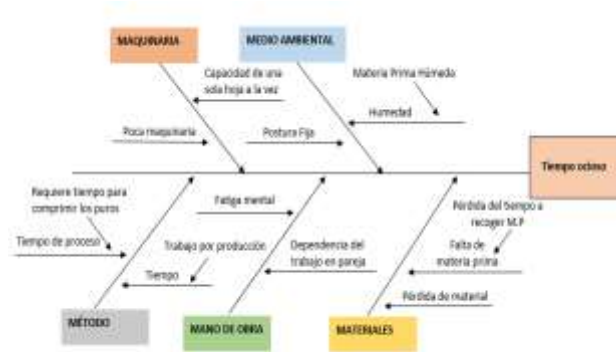 MAQUINARIA
MEDIO AMBIENTAL
Capacidad de una
sola hoja a la vez
Materia Prima Húmeda
Poca maquinaria
Postura Fija
Humedad
Tiempo ocioso
Requiere tiempo para
comprimir los puros
Fatiga mental
Pérdida del tiempo a
recoger M.P
Tiempo de proceso
Trabajo por producción
Dependencia del
trabajo en pareja
Falta de
materia prima
Tiempo
Pérdida de material
MÉTODO
MANO DE OBRA
MATERIALES